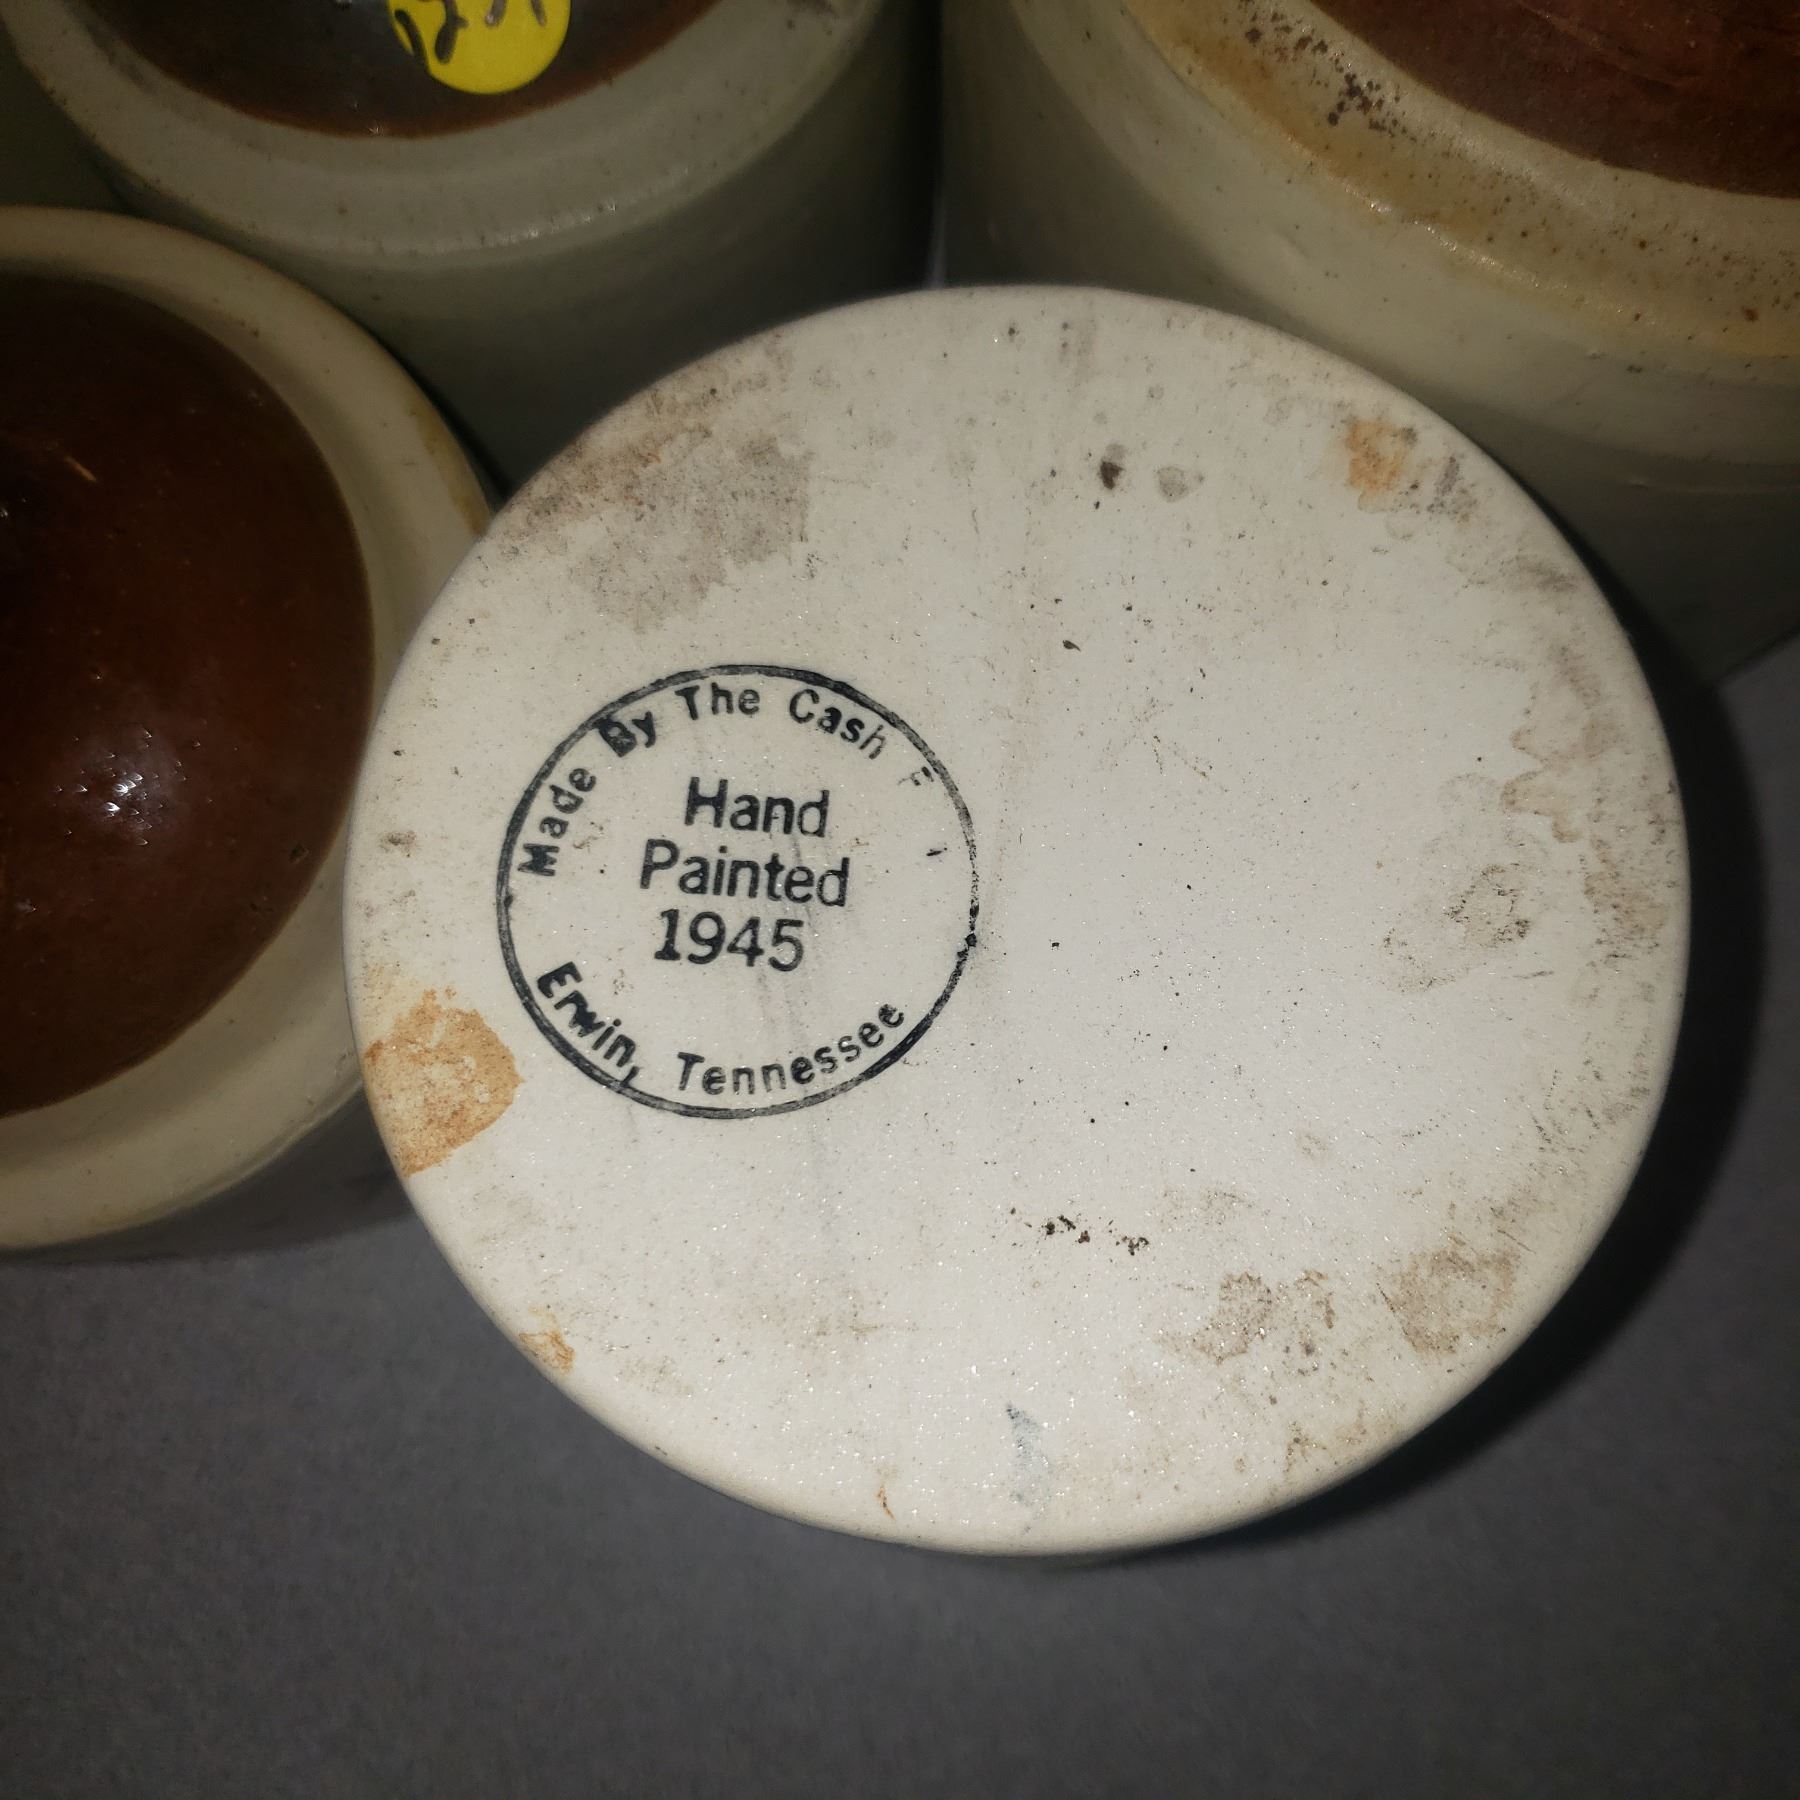 Made By The Cash F
Hand
Painted
1945
Erwin, Tennessee